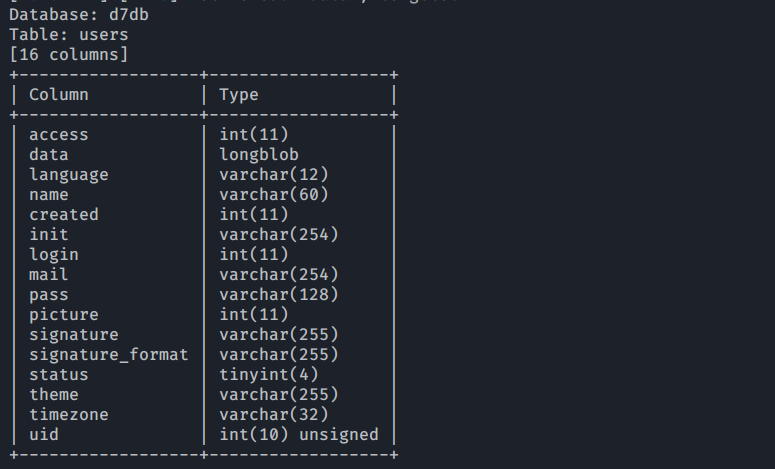 Database: d7db
Table: users
[16 columns]
+------------------+------------------+
| Column           | Type             |
+------------------+------------------+
| access           | int(11)          |
| data             | longblob         |
| language         | varchar(12)      |
| name             | varchar(60)      |
| created          | int(11)          |
| init             | varchar(254)     |
| login            | int(11)          |
| mail             | varchar(254)     |
| pass             | varchar(128)     |
| picture          | int(11)          |
| signature        | varchar(255)     |
| signature_format | varchar(255)     |
| status           | tinyint(4)       |
| theme            | varchar(255)     |
| timezone         | varchar(32)      |
| uid              | int(10) unsigned |
+------------------+------------------+